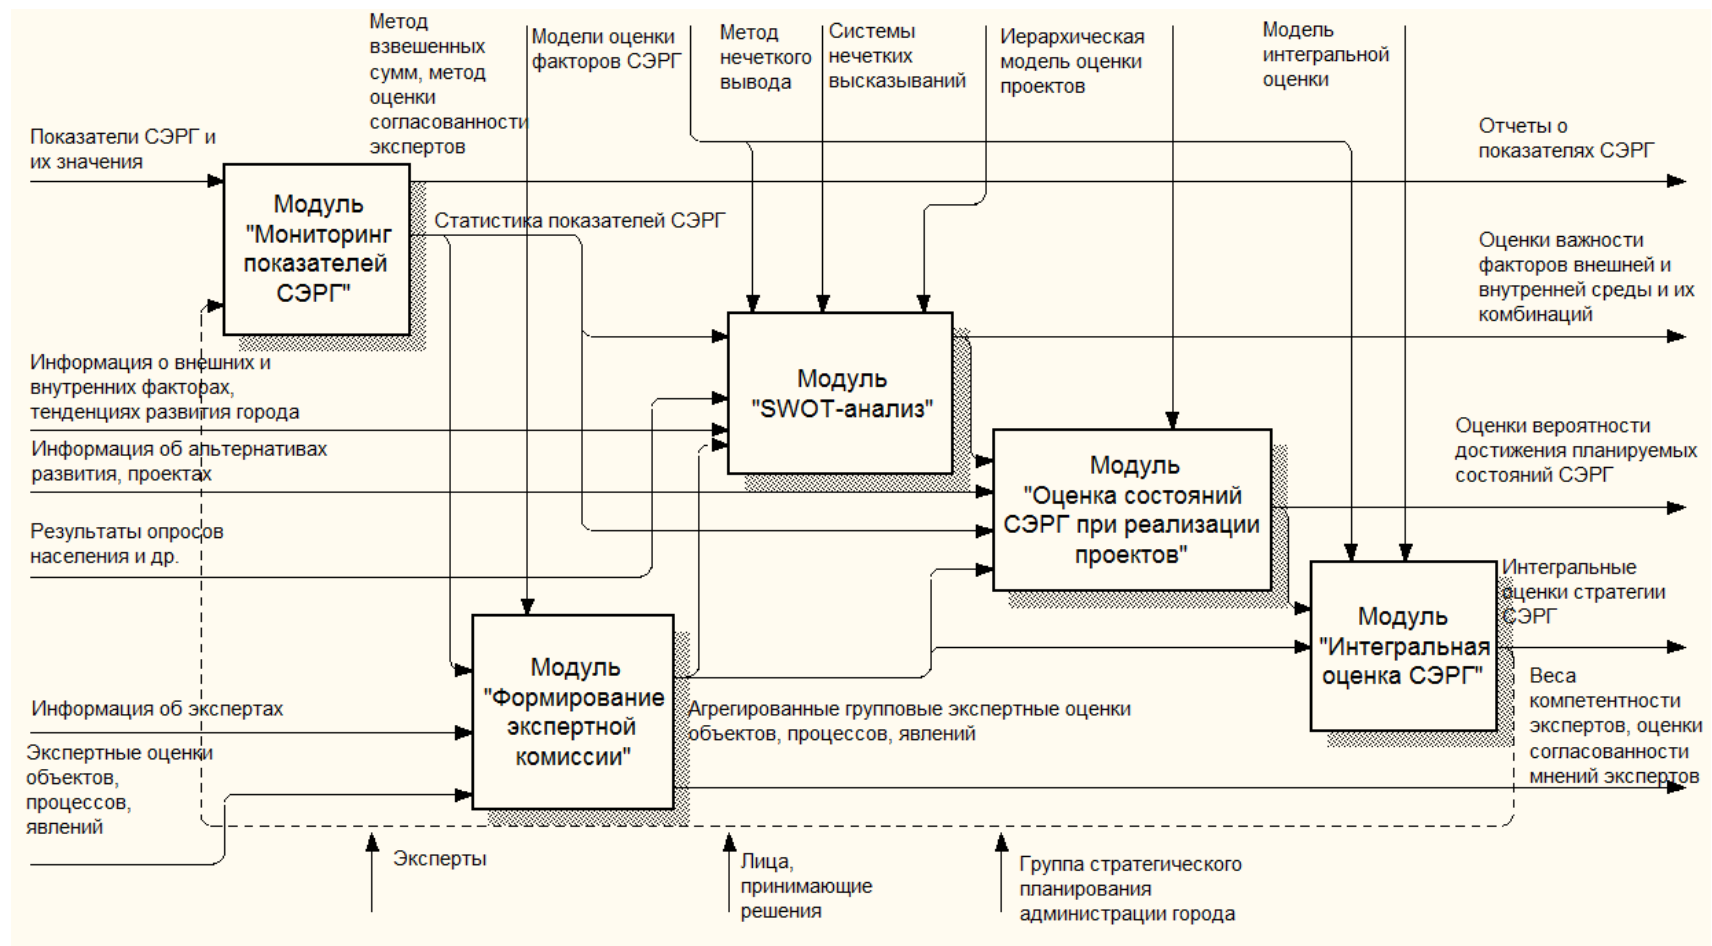 Метод
взвешенных
сумм, метод
оценки
согласованности
экспертов
Модели оценки
факторов СЭРГ
Метод
нечеткого
вывода
Системы
нечетких
высказываний
Иерархическая
модель оценки
проектов
Модель
интегральной
оценки
Показатели СЭРГ и
их значения
Отчеты о
показателях СЭРГ
Модуль
"Мониторинг
показателей
СЭРГ"
Статистика показателей СЭРГ
Оценки важности
факторов внешней и
внутренней среды и их
комбинаций
Информация о внешних и
внутренних факторах,
тенденциях развития города
Модуль
"SWOT-анализ"
Информация об альтернативах
развития, проектах
Модуль
"Оценка состояний
СЭРГ при реализации
проектов"
Оценки вероятности
достижения планируемых
состояний СЭРГ
Результаты опросов
населения и др.
Интегральные
оценки стратегии
СЭРГ
Модуль
"Интегральная
оценка СЭРГ"
Модуль
"Формирование
экспертной
комиссии"
Информация об экспертах
Агрегированные групповые экспертные оценки
объектов, процессов, явлений
Веса
компетентности
экспертов, оценки
согласованности
мнений экспертов
Экспертные оценки
объектов,
процессов,
явлений
Эксперты
Лица,
принимающие
решения
Группа стратегического
планирования
администрации города